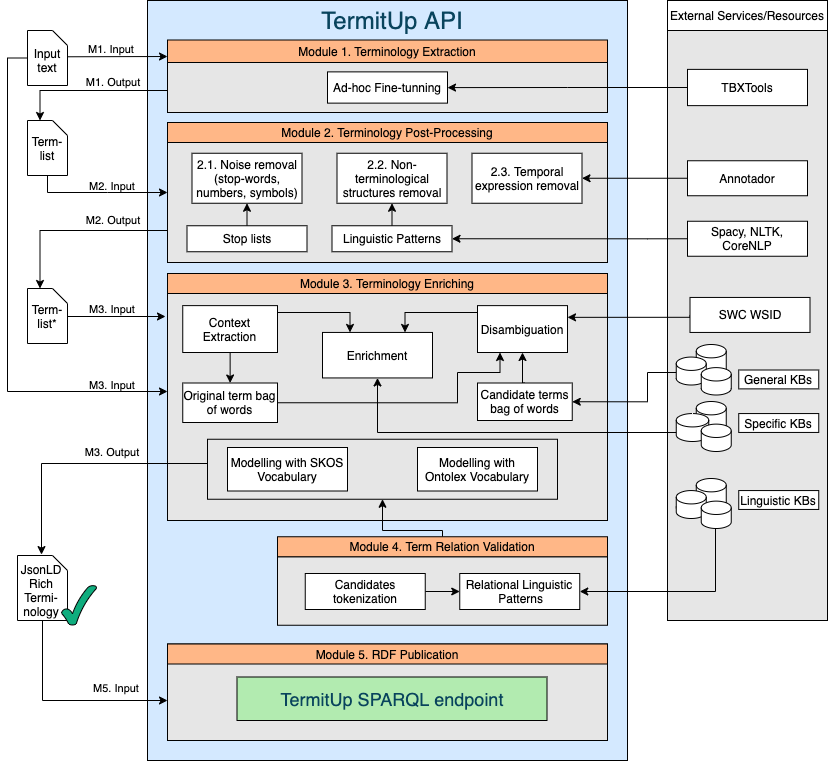 TermitUp API
External Services/Resources
Input
text
M1. Input
Module 1. Terminology Extraction
M1. Output
Ad-hoc Fine-tunning
TBXTools
Term-
list
Module 2. Terminology Post-Processing
2.1. Noise removal
(stop-words,
numbers, symbols)
2.2. Non-
terminological
structures removal
2.3. Temporal
expression removal
Annotador
M2. Input
M2. Output
Stop lists
Linguistic Patterns
Spacy, NLTK,
CoreNLP
Module 3. Terminology Enriching
Term-
list*
M3. Input
Context
Extraction
Enrichment
Disambiguation
SWC WSID
M3. Input
Original term bag
of words
Candidate terms
bag of words
General KBs
Specific KBs
M3. Output
Modelling with SKOS
Vocabulary
Modelling with
Ontolex Vocabulary
Linguistic KBs
Module 4. Term Relation Validation
JsonLD
Rich
Termi-
nology
Candidates
tokenization
Relational Linguistic
Patterns
Module 5. RDF Publication
M5. Input
TermitUp SPARQL endpoint